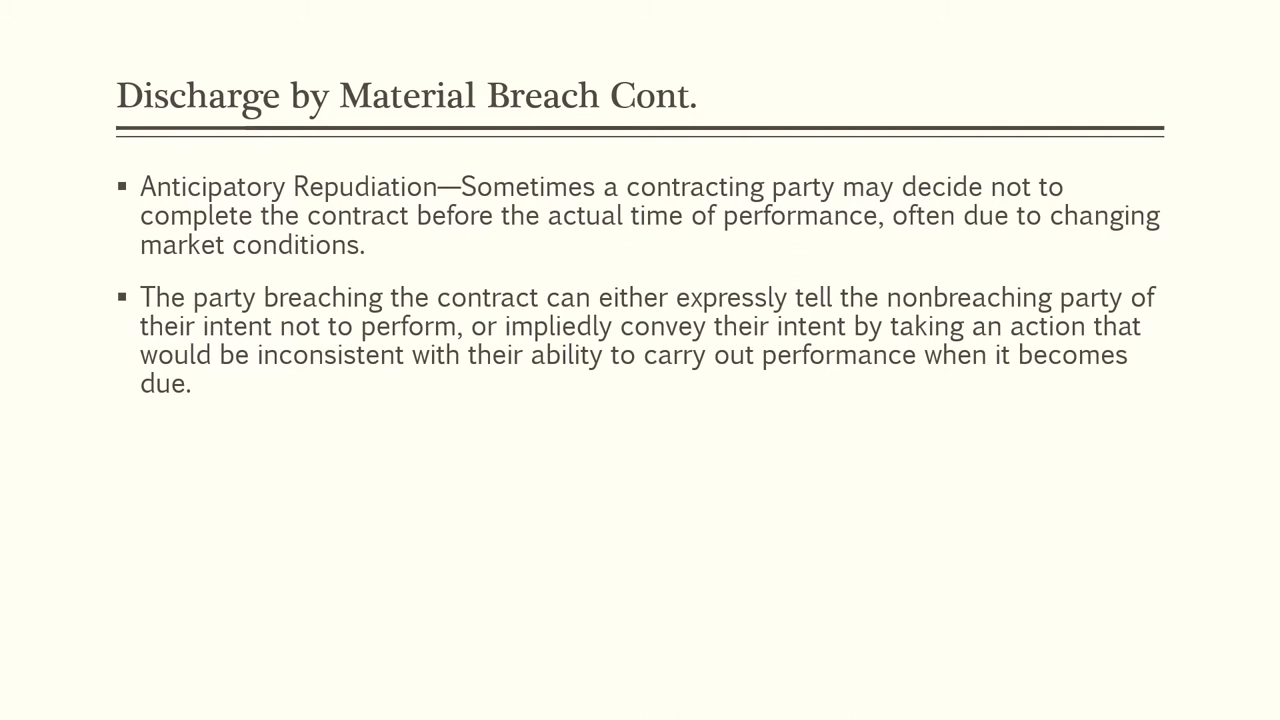 Discharge by Material Breach Cont.
▪ Anticipatory Repudiation—Sometimes a contracting party may decide not to
complete the contract before the actual time of performance, often due to changing
market conditions.
▪ The party breaching the contract can either expressly tell the nonbreaching party of
their intent not to perform, or impliedly convey their intent by taking an action that
would be inconsistent with their ability to carry out performance when it becomes
due.